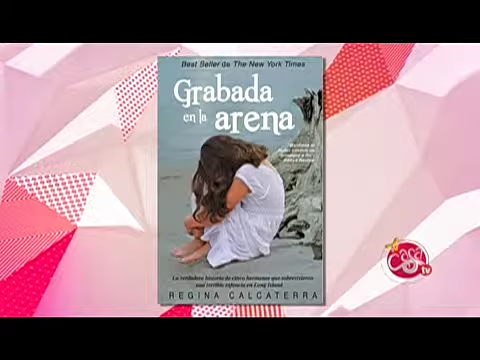 Best Seller de The New York Times
Grabada
en la
arena
La verdadera historia de cinco hermanos que sobrevivieron
una terrible infancia en Long Island
REGINA CALCATERRA
casa
tv